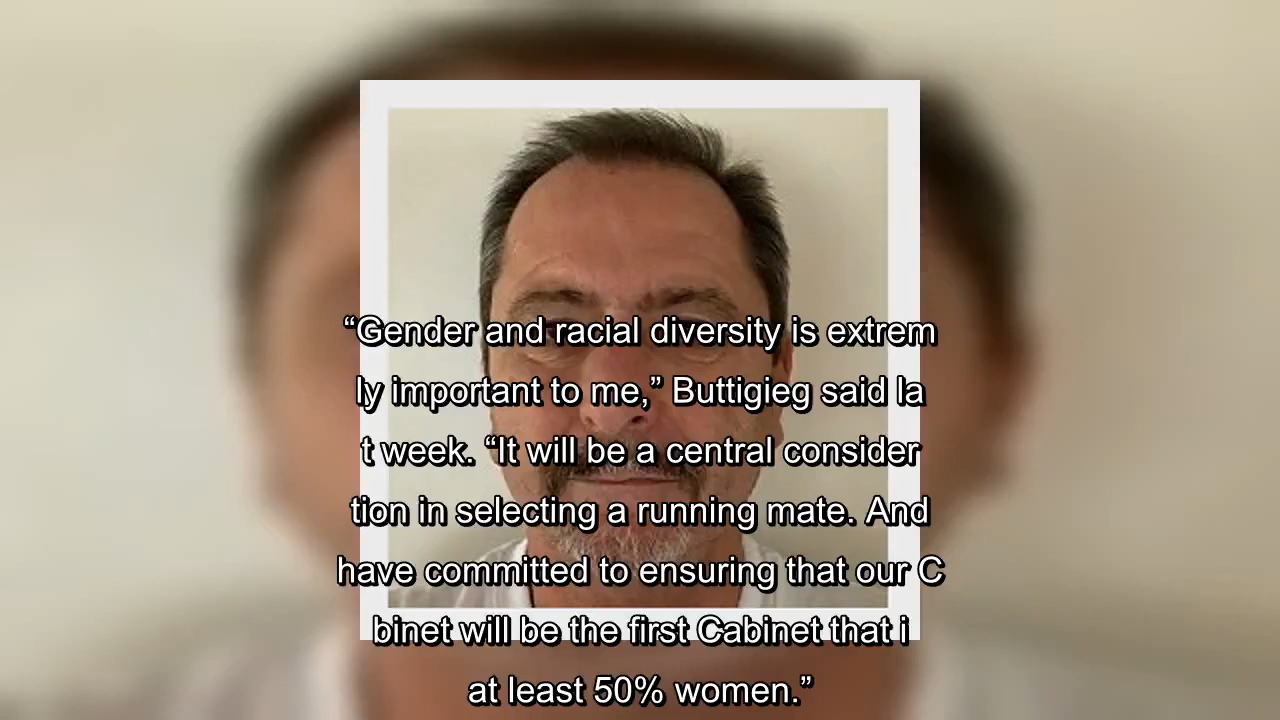 “Gender and racial diversity is extrem
ly important to me,” Buttigieg said la
t week. “It will be a central consider
tion in selecting a running mate. And
have committed to ensuring that our C
binet will be the first Cabinet that i
at least 50% women.”